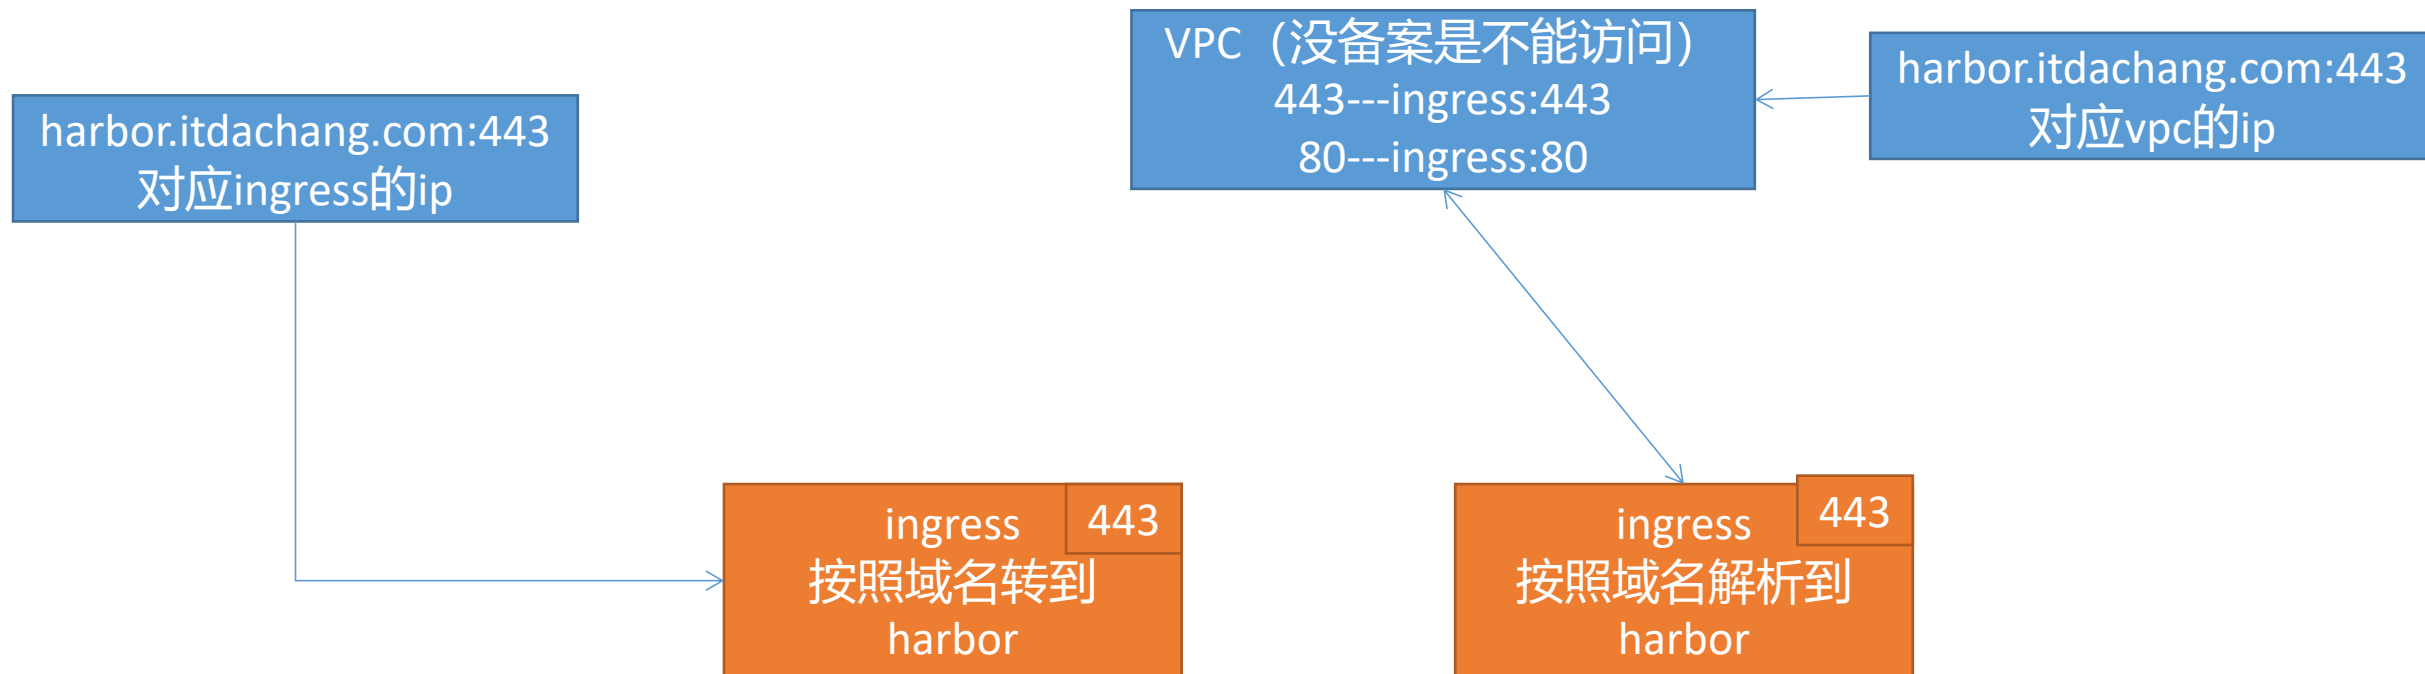 harbor.itdachang.com:443
对应ingress的ip
VPC（没备案是不能访问）
443---ingress:443
80---ingress:80
harbor.itdachang.com:443
对应vpc的ip
ingress
443
按照域名转到
harbor
ingress
443
按照域名解析到
harbor